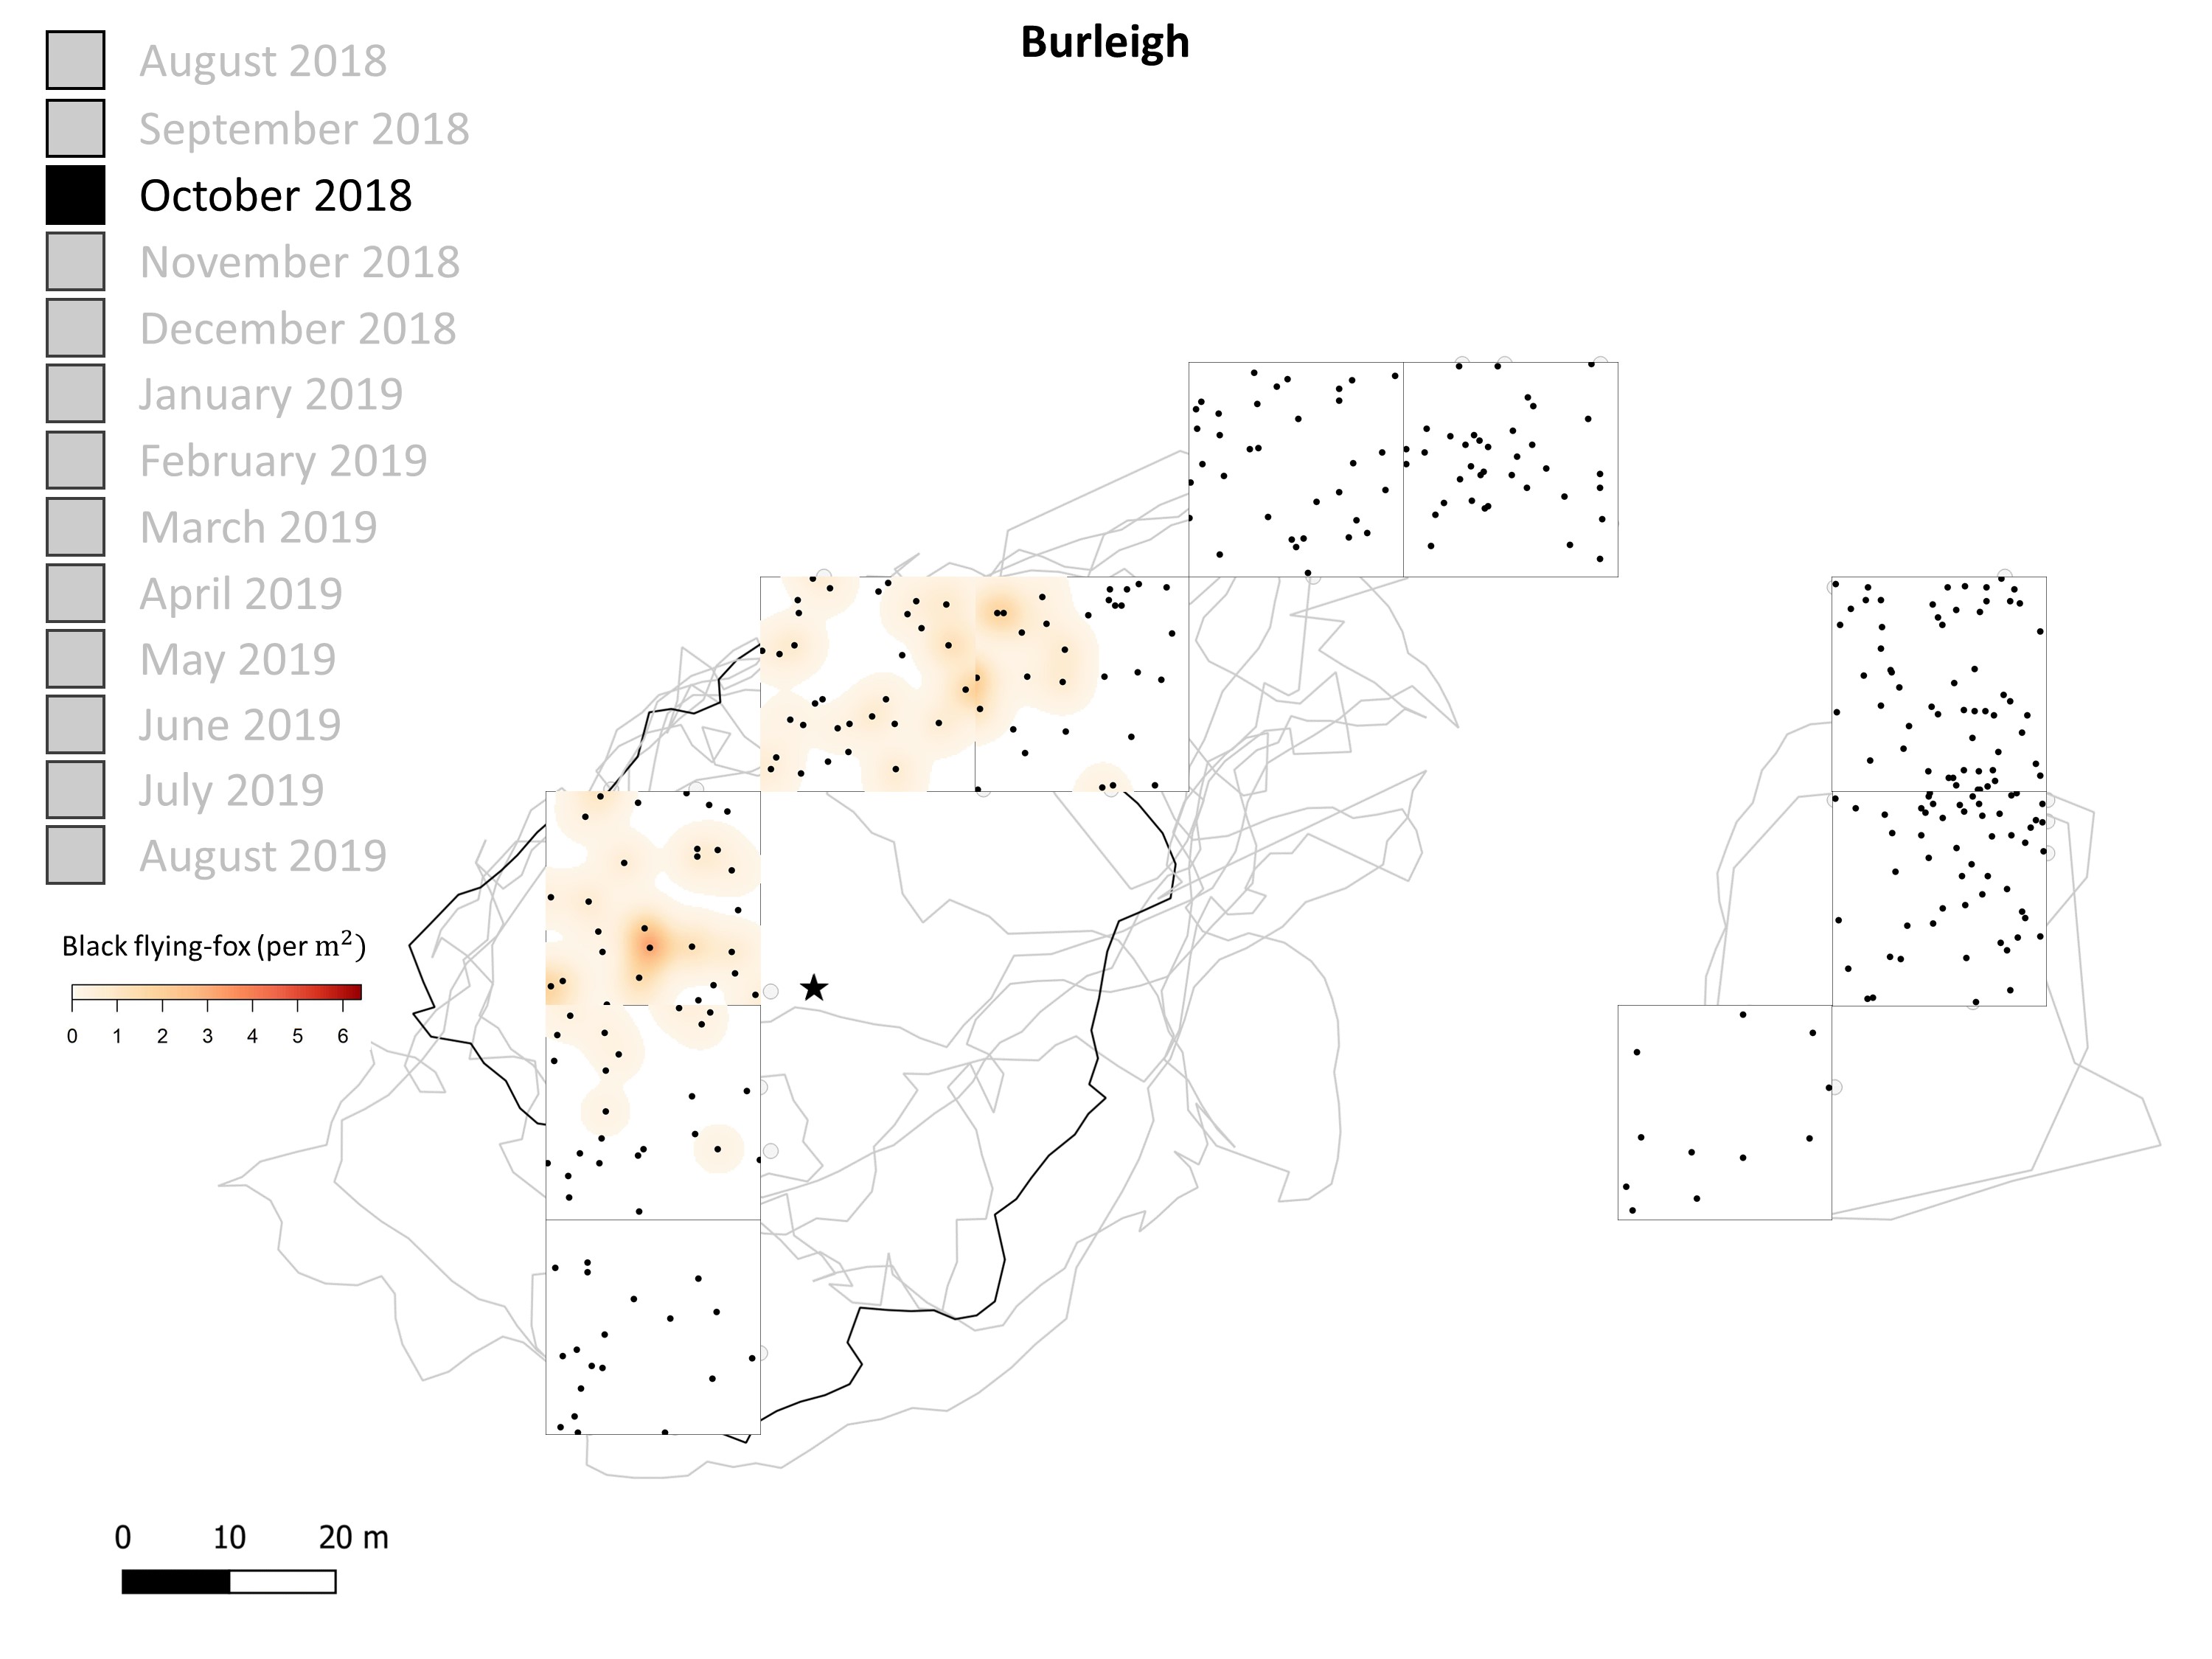 Burleigh
August 2018
September 2018
October 2018
November 2018
December 2018
January 2019
February 2019
March 2019
April 2019
May 2019
June 2019
July 2019
August 2019
Black flying-fox (per m²)
0 1 2 3 4 5 6
0 10 20 m